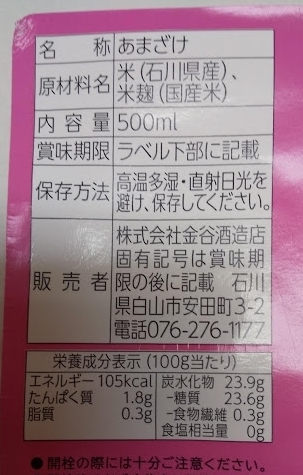 名称 あまざけ
原材料名 米(石川県産)、
米麹(国産米)
内容量 500ml
賞味期限 ラベル下部に記載
保存方法 高温多湿・直射日光を
避け、保存してください。
販売者 株式会社金谷酒造店
固有記号は賞味期
限の後に記載 石川
県白山市安田町3-2
電話076-276-1177
栄養成分表示(100g当たり)
エネルギー 105kcal 炭水化物 23.9g
たんぱく質 1.8g -糖質 23.6g
脂質 0.3g -食物繊維 0.3g
食塩相当量 0g
●開栓の際には十分ご注意ください。